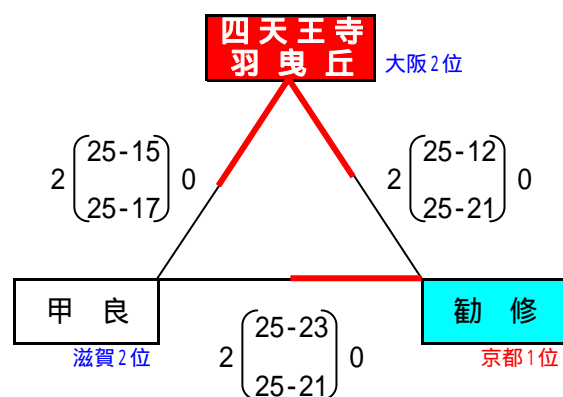 四天王寺
羽曳丘
大阪2位
25-15
2 0
25-17
25-12
2 0
25-21
甲 良
勧 修
滋賀2位
京都1位
25-23
2 0
25-21